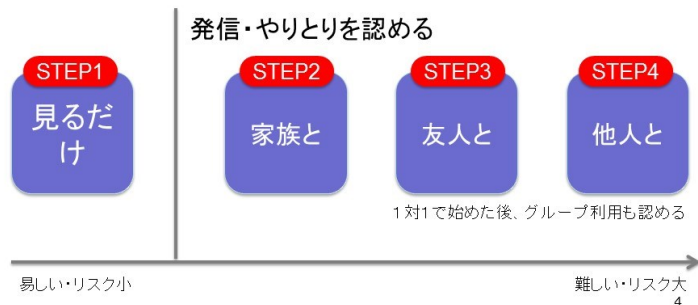 発信・やりとりを認める
STEP1
見るだ
け
STEP2
家族と
STEP3
友人と
STEP4
他人と
1対1で始めた後、グループ利用も認める
易しい・リスク小
難しい・リスク大
4